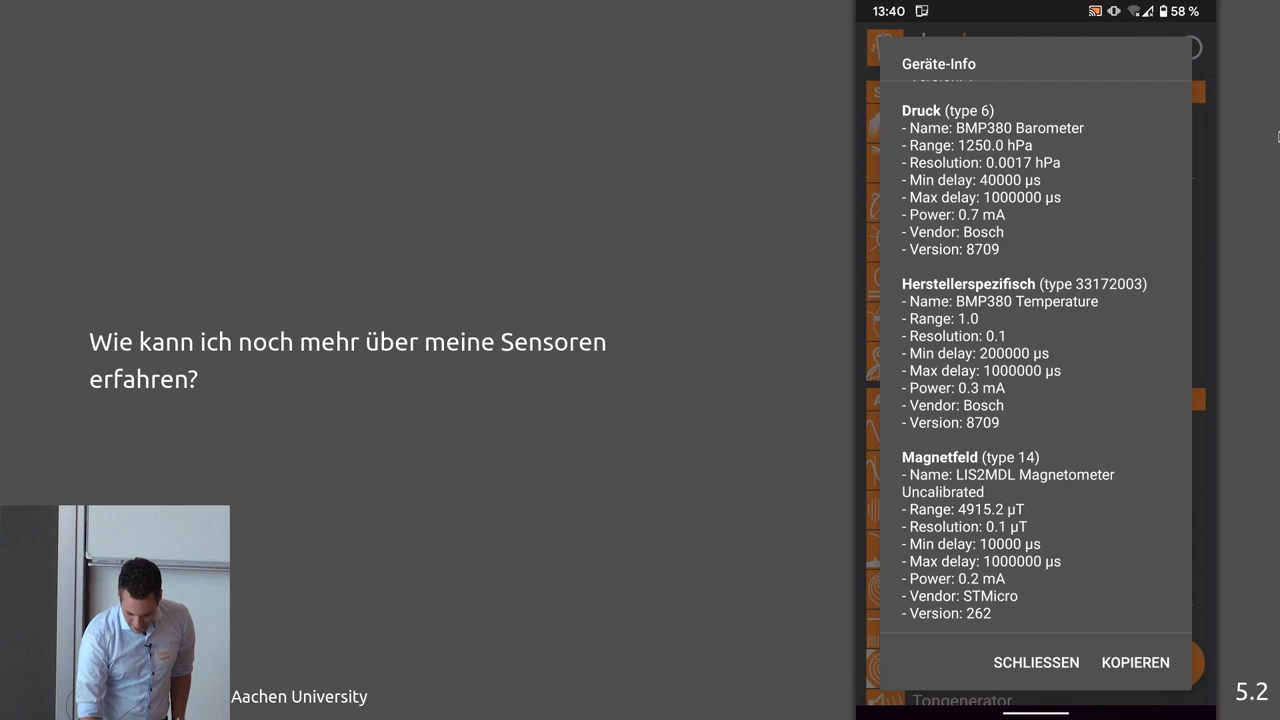 13:40
58 %
Geräte-Info
Druck (type 6)
- Name: BMP380 Barometer
- Range: 1250.0 hPa
- Resolution: 0.0017 hPa
- Min delay: 40000 µs
- Max delay: 1000000 µs
- Power: 0.7 mA
- Vendor: Bosch
- Version: 8709
Herstellerspezifisch (type 33172003)
- Name: BMP380 Temperature
- Range: 1.0
- Resolution: 0.1
- Min delay: 200000 µs
- Max delay: 1000000 µs
- Power: 0.3 mA
- Vendor: Bosch
- Version: 8709
Magnetfeld (type 14)
- Name: LIS2MDL Magnetometer
Uncalibrated
- Range: 4915.2 µT
- Resolution: 0.1 µT
- Min delay: 10000 µs
- Max delay: 1000000 µs
- Power: 0.2 mA
- Vendor: STMicro
- Version: 262
SCHLIESSEN KOPIEREN
Tongenerator
Wie kann ich noch mehr über meine Sensoren
erfahren?
Aachen University
5.2